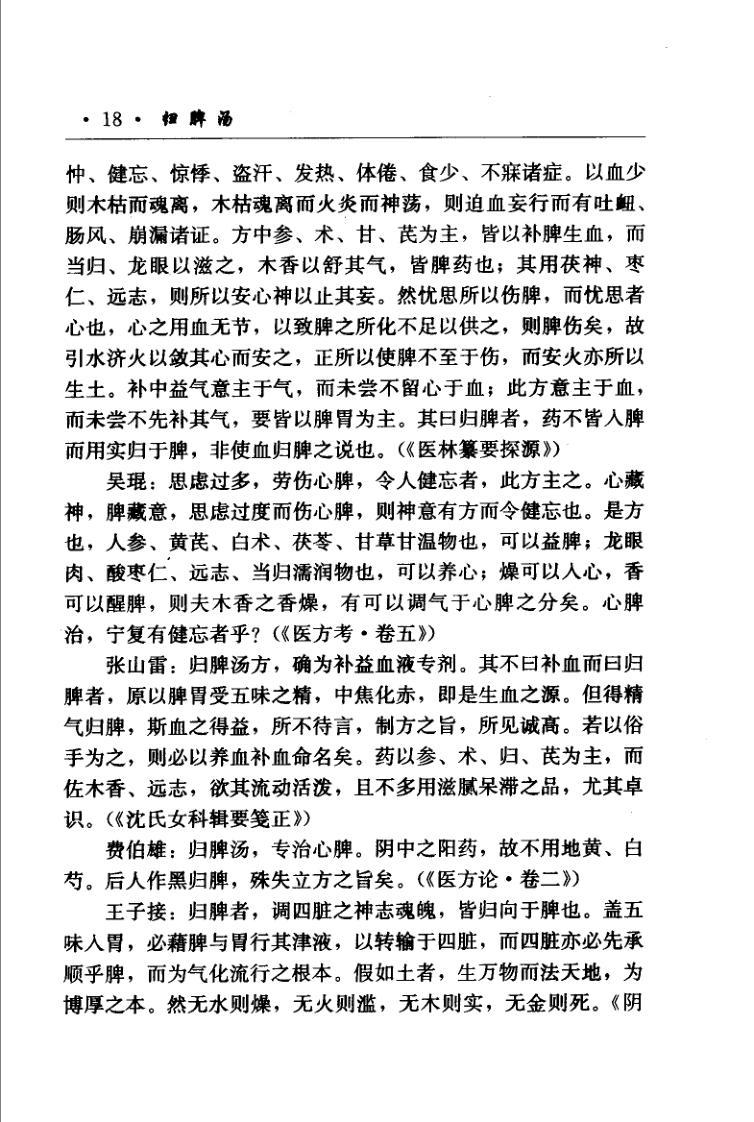 · 18 · 归脾汤
忡、健忘、惊悸、盗汗、发热、体倦、食少、不寐诸症。以血少
则木枯而魂离，木枯魂离而火炎而神荡，则迫血妄行而有吐衄、
肠风、崩漏诸证。方中参、术、甘、芪为主，皆以补脾生血，而
当归、龙眼以滋之，木香以舒其气，皆脾药也；其用茯神、枣
仁、远志，则所以安心神以止其妄。然忧思所以伤脾，而忧思者
心也，心之用血无节，以致脾之所化不足以供之，则脾伤矣，故
引水济火以敛其心而安之，正所以使脾不至于伤，而安火亦所以
生土。补中益气意主于气，而未尝不留心于血；此方意主于血，
而未尝不先补其气，要皆以脾胃为主。其曰归脾者，药不皆入脾
而用实归于脾，非使血归脾之说也。（《医林纂要探源》）
吴琨：思虑过多，劳伤心脾，令人健忘者，此方主之。心藏
神，脾藏意，思虑过度而伤心脾，则神意有方而令健忘也。是方
也，人参、黄芪、白术、茯苓、甘草甘温物也，可以益脾；龙眼
肉、酸枣仁、远志、当归濡润物也，可以养心；燥可以入心，香
可以醒脾，则夫木香之香燥，有可以调气于心脾之分矣。心脾
治，宁复有健忘者乎？（《医方考·卷五》）
张山雷：归脾汤方，确为补益血液专剂。其不曰补血而曰归
脾者，原以脾胃受五味之精，中焦化赤，即是生血之源。但得精
气归脾，斯血之得益，所不待言，制方之旨，所见诚高。若以俗
手为之，则必以养血补血命名矣。药以参、术、归、芪为主，而
佐木香、远志，欲其流动活泼，且不多用滋腻呆滞之品，尤其卓
识。（《沈氏女科辑要笺正》）
费伯雄：归脾汤，专治心脾。阴中之阳药，故不用地黄、白
芍。后人作黑归脾，殊失立方之旨矣。（《医方论·卷二》）
王子接：归脾者，调四脏之神志魂魄，皆归向于脾也。盖五
味入胃，必藉脾与胃行其津液，以转输于四脏，而四脏亦必先承
顺乎脾，而为气化流行之根本。假如土者，生万物而法天地，为
博厚之本。然无水则燥，无火则滥，无木则实，无金则死。《阴